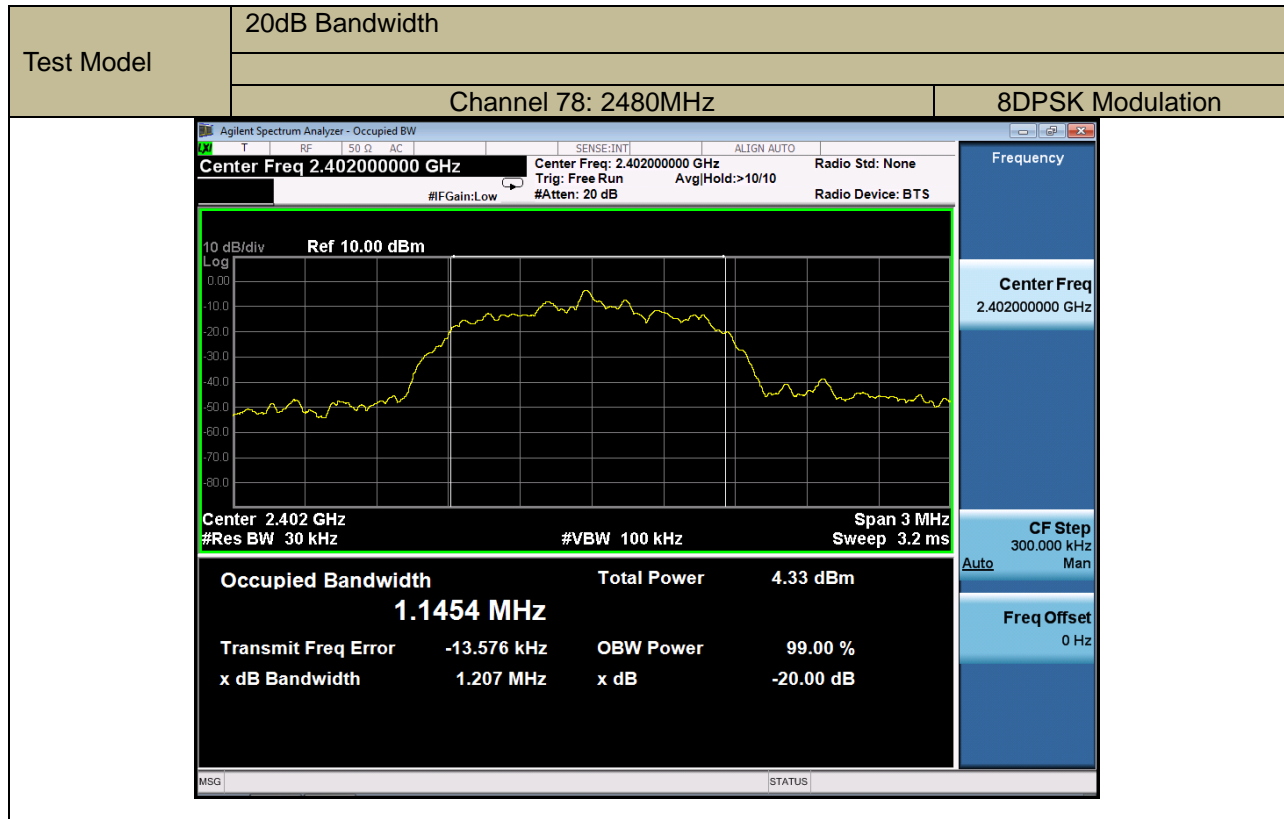 20dB Bandwidth
Test Model
Channel 78: 2480MHz 8DPSK Modulation
Agilent Spectrum Analyzer - Occupied BW
LXI T RF 50 Ω AC SENSE:INT ALIGN AUTO
Center Freq 2.402000000 GHz
#IFGain:Low
Center Freq: 2.402000000 GHz
Trig: Free Run Avg|Hold:>10/10
#Atten: 20 dB
Radio Std: None
Radio Device: BTS
10 dB/div Ref 10.00 dBm
Log
0.00
-10.0
-20.0
-30.0
-40.0
-50.0
-60.0
-70.0
-80.0
Center 2.402 GHz Span 3 MHz
#Res BW 30 kHz #VBW 100 kHz Sweep 3.2 ms
Occupied Bandwidth Total Power 4.33 dBm
1.1454 MHz
Transmit Freq Error -13.576 kHz OBW Power 99.00 %
x dB Bandwidth 1.207 MHz x dB -20.00 dB
MSG STATUS
Frequency
Center Freq
2.402000000 GHz
CF Step
300.000 kHz
Auto Man
Freq Offset
0 Hz